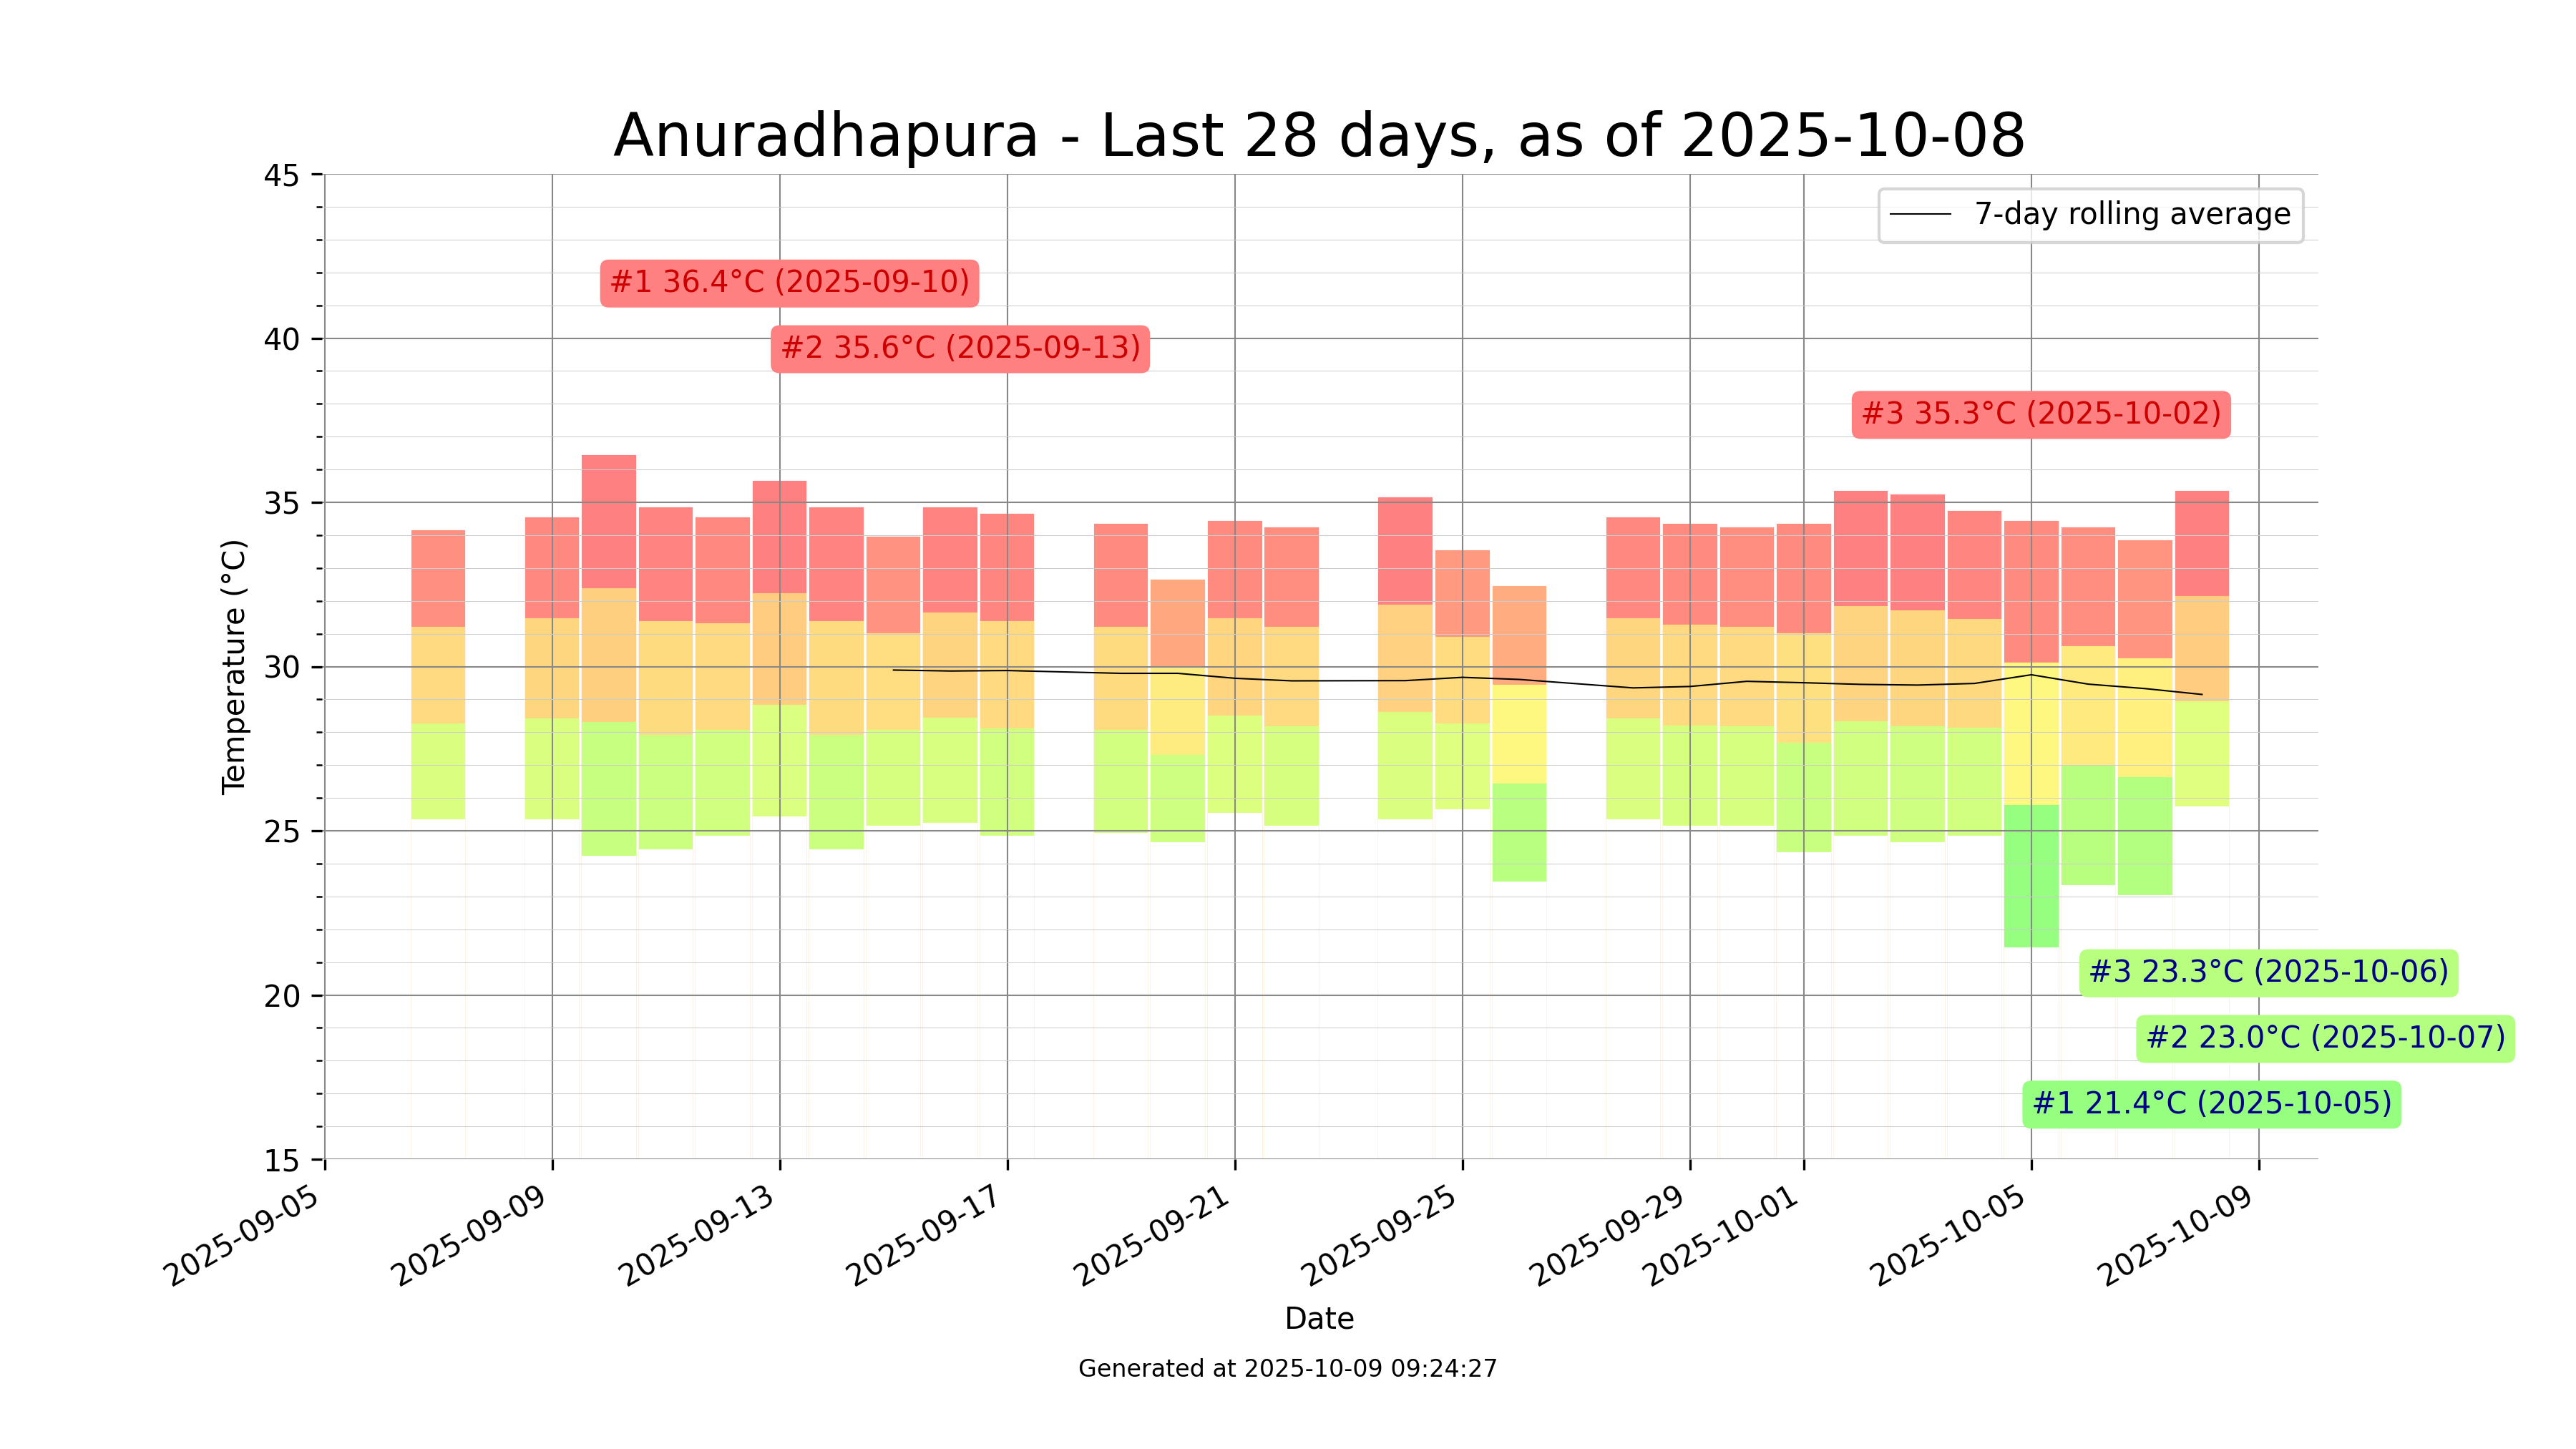 Anuradhapura - Last 28 days, as of 2025-10-08
7-day rolling average
#1 36.4°C (2025-09-10)
#2 35.6°C (2025-09-13)
#3 35.3°C (2025-10-02)
#3 23.3°C (2025-10-06)
#2 23.0°C (2025-10-07)
#1 21.4°C (2025-10-05)
Temperature (°C)
45
40
35
30
25
20
15
2025-09-05
2025-09-09
2025-09-13
2025-09-17
2025-09-21
2025-09-25
2025-09-29
2025-10-01
2025-10-05
2025-10-09
Date
Generated at 2025-10-09 09:24:27